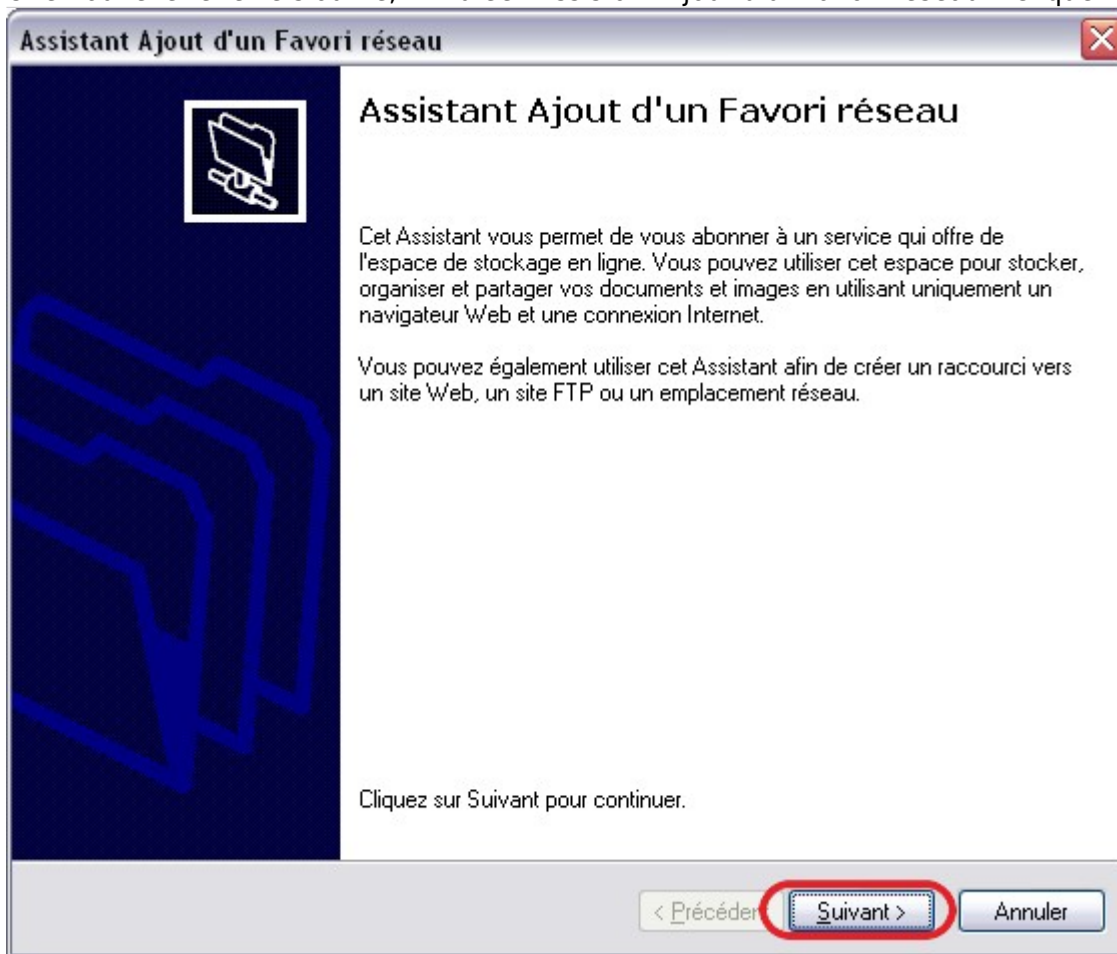 Assistant Ajout d'un Favori réseau
Assistant Ajout d'un Favori réseau
Cet Assistant vous permet de vous abonner à un service qui offre de
l'espace de stockage en ligne. Vous pouvez utiliser cet espace pour stocker,
organiser et partager vos documents et images en utilisant uniquement un
navigateur Web et une connexion Internet.
Vous pouvez également utiliser cet Assistant afin de créer un raccourci vers
un site Web, un site FTP ou un emplacement réseau.
Cliquez sur Suivant pour continuer.
< Précéden
Suivant >
Annuler